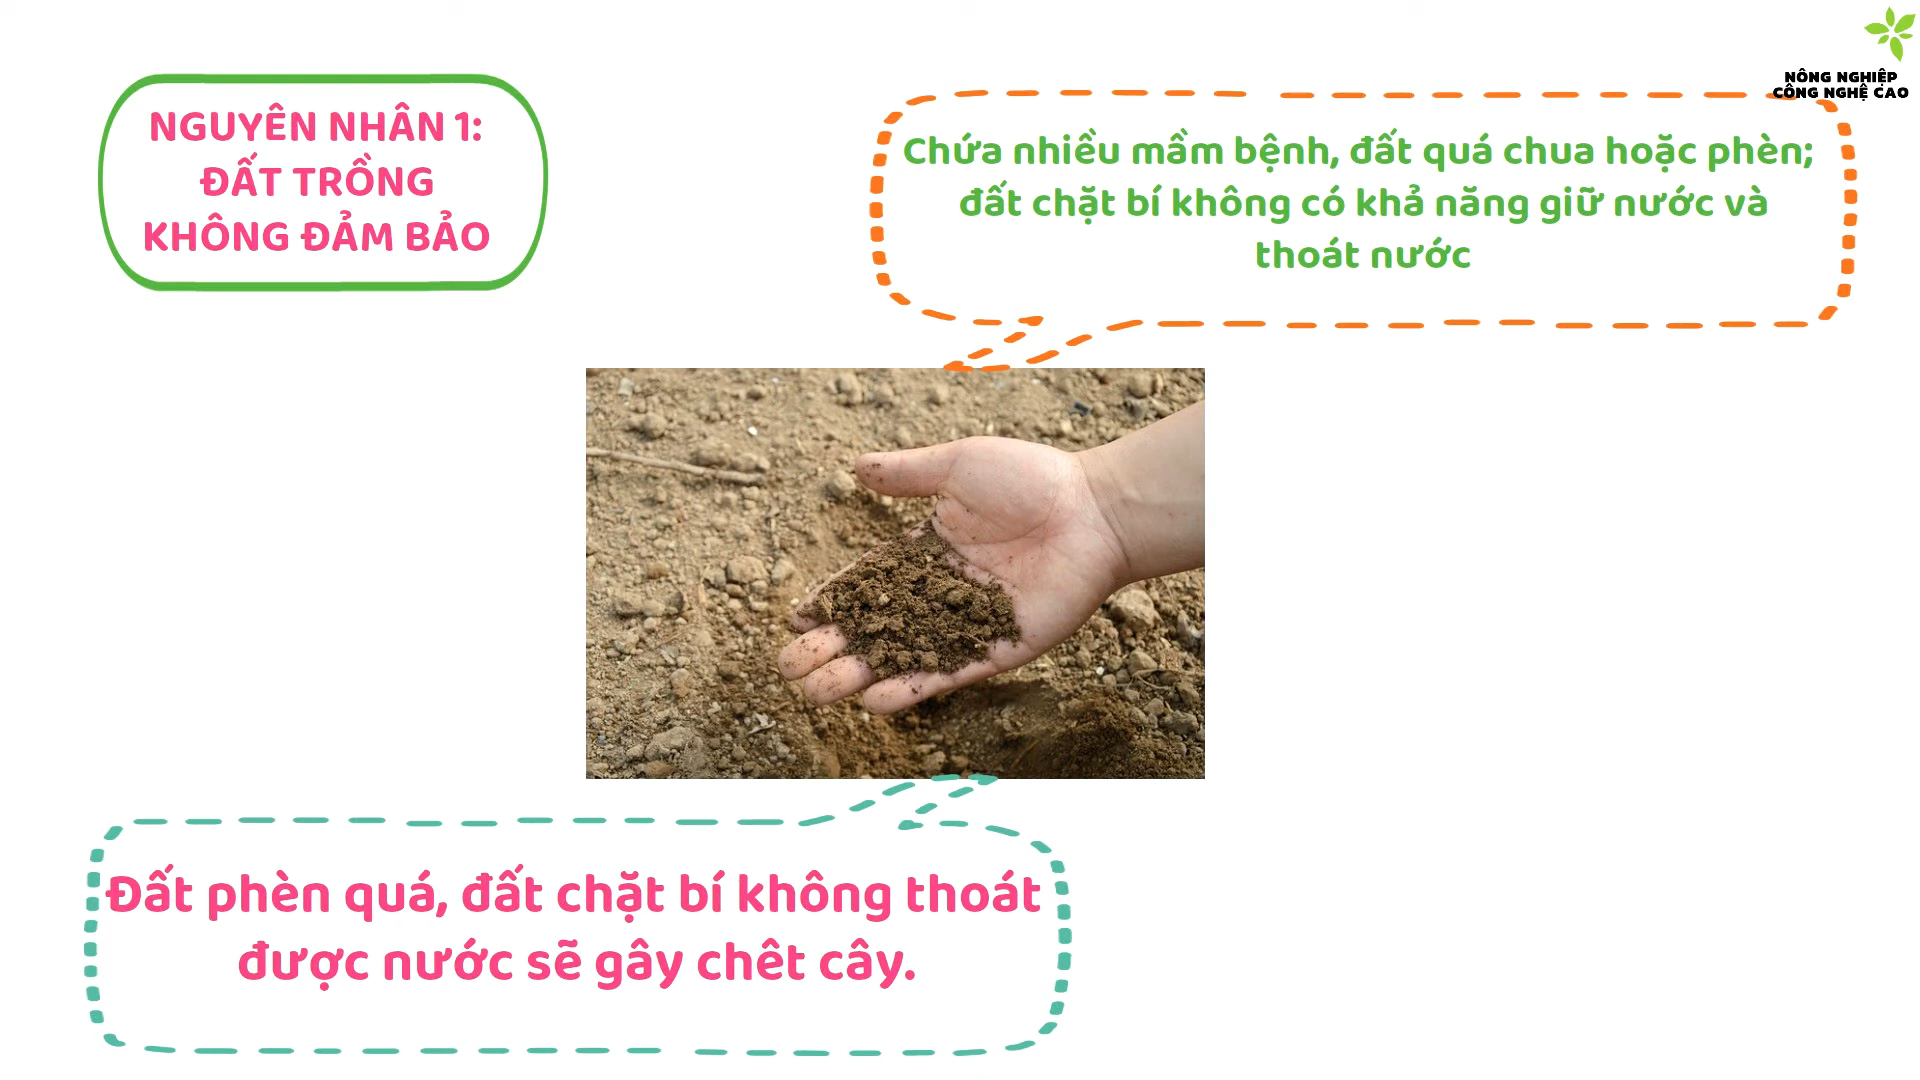 NGUYÊN NHÂN 1:
ĐẤT TRỒNG
KHÔNG ĐẢM BẢO
NÔNG NGHIỆP
CÔNG NGHỆ CAO
Chứa nhiều mầm bệnh, đất quá chua hoặc phèn;
đất chặt bí không có khả năng giữ nước và
thoát nước
Đất phèn quá, đất chặt bí không thoát
được nước sẽ gây chêt cây.